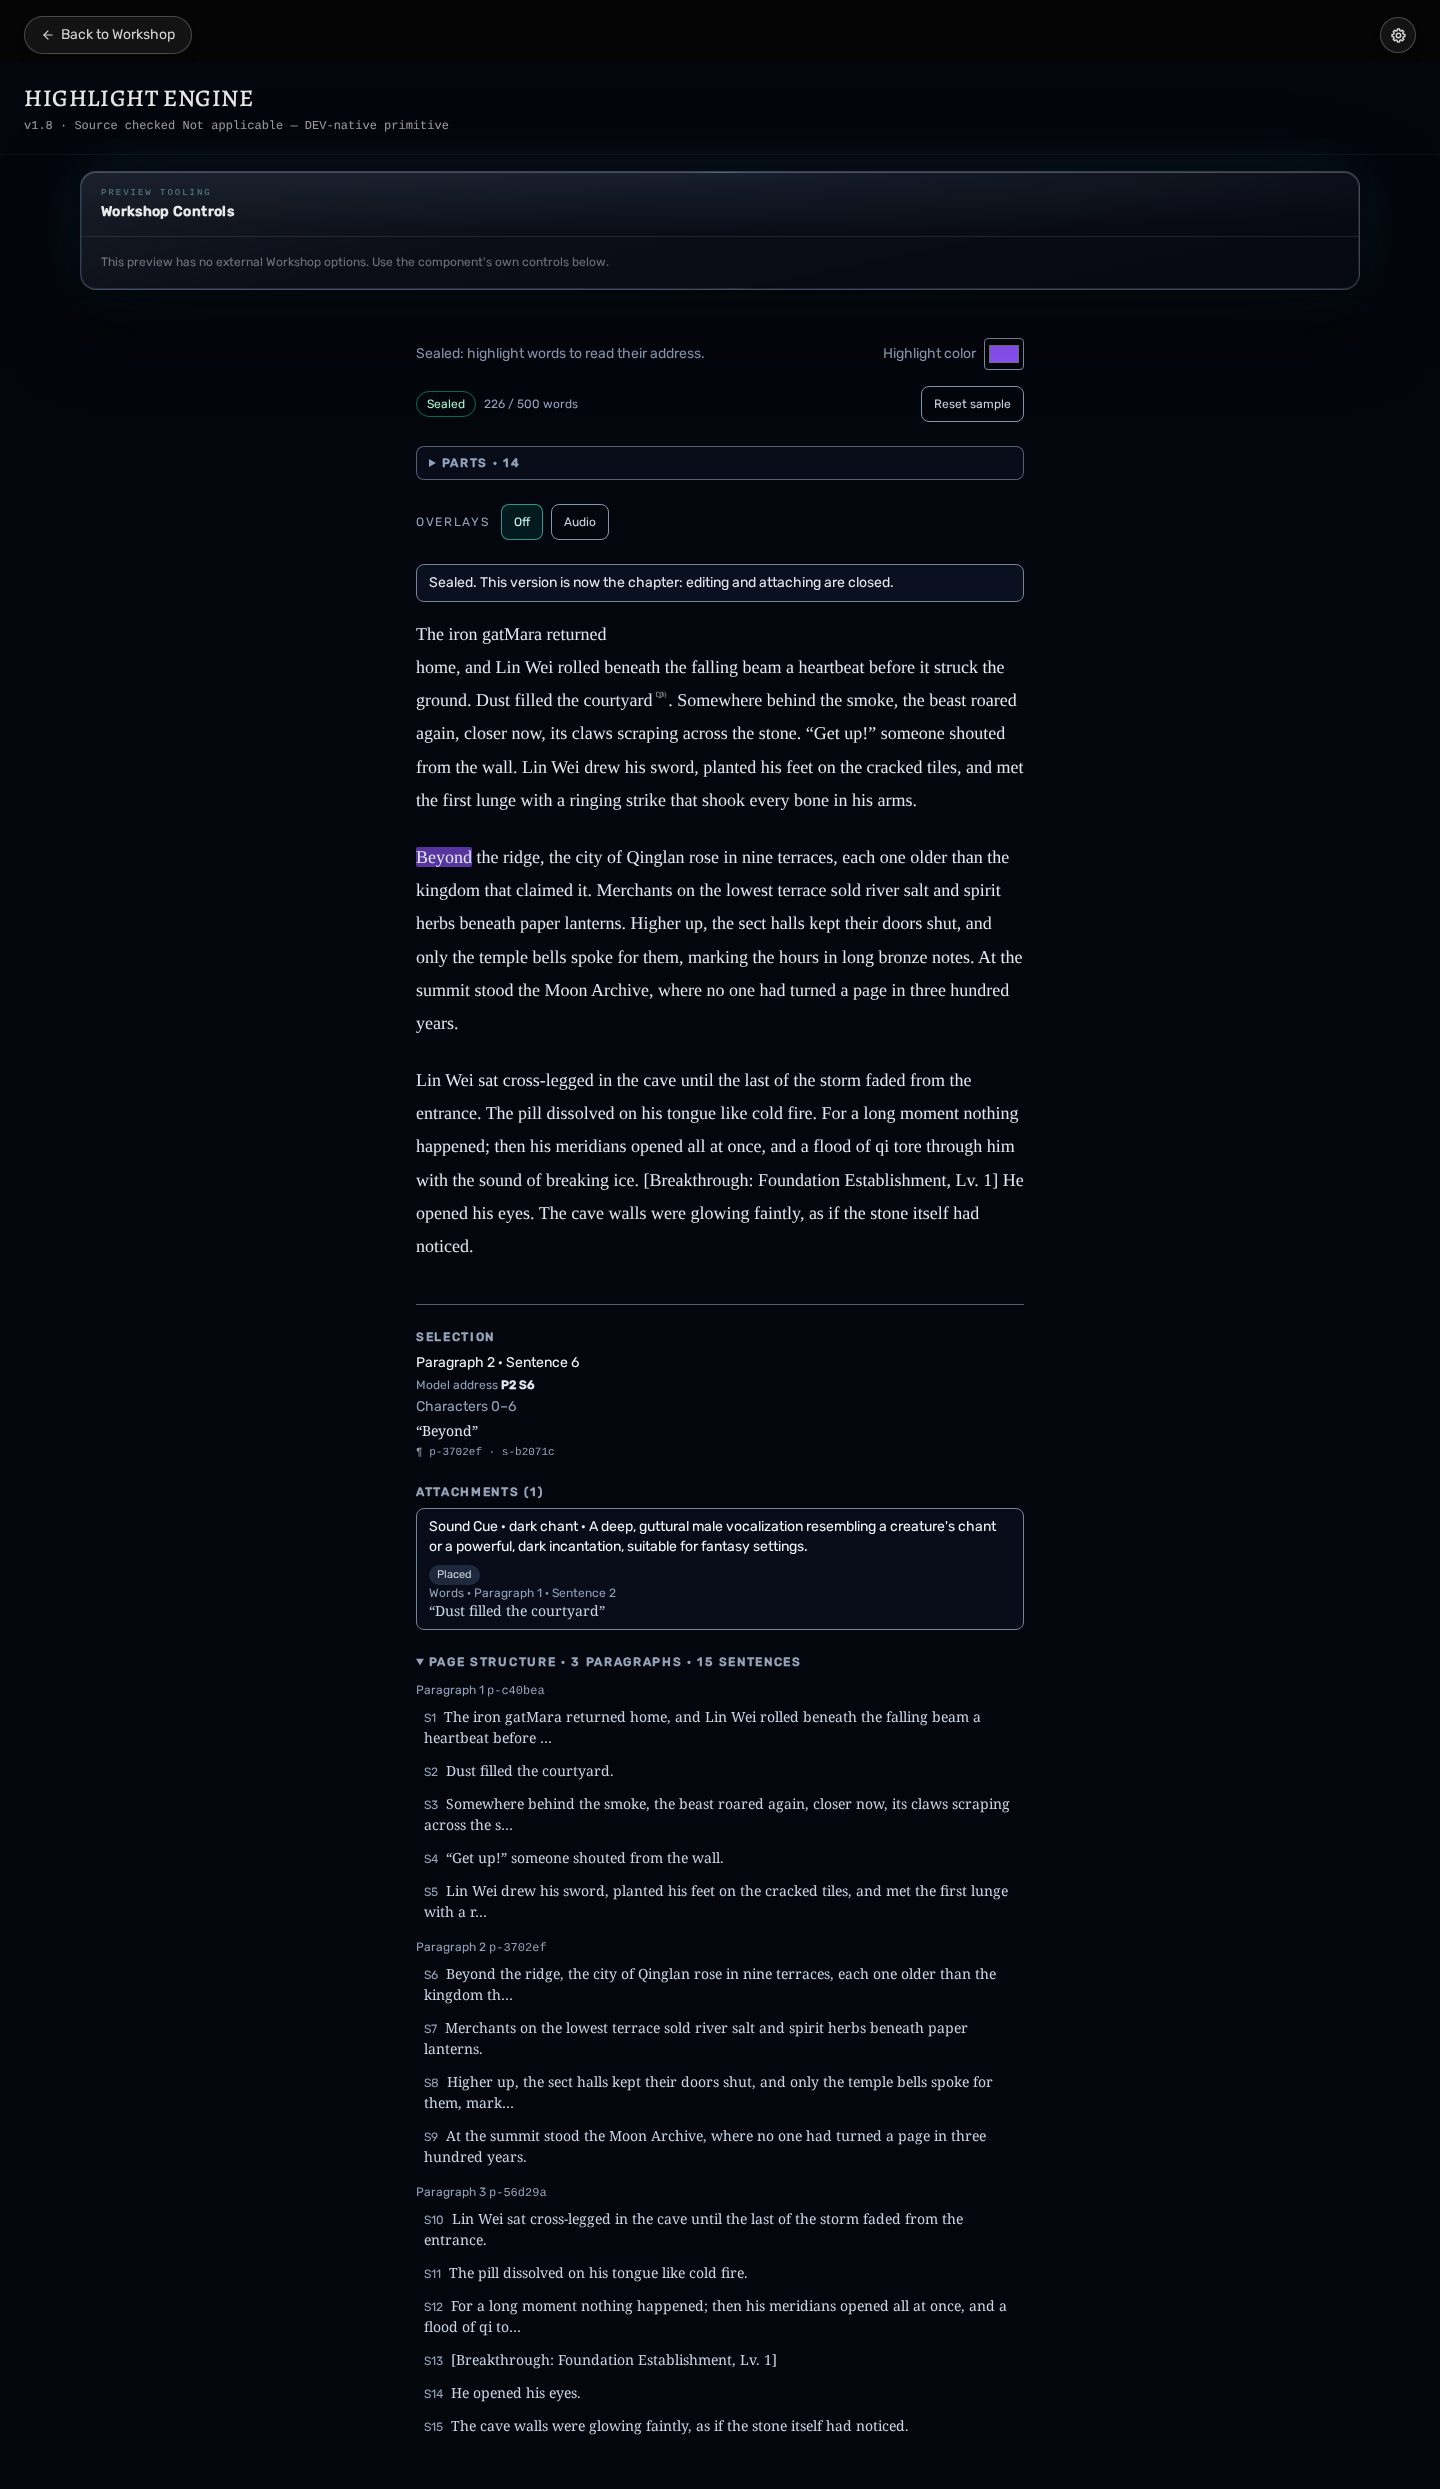 Back to Workshop
HIGHLIGHT ENGINE
v1.8 · Source checked Not applicable — DEV-native primitive
PREVIEW TOOLING
Workshop Controls
This preview has no external Workshop options. Use the component's own controls below.
Sealed: highlight words to read their address.
Highlight color
Sealed
226 / 500 words
Reset sample
PARTS • 14
OVERLAYS
Off
Audio
Sealed. This version is now the chapter: editing and attaching are closed.
The iron gatMara returned
home, and Lin Wei rolled beneath the falling beam a heartbeat before it struck the
ground. Dust filled the courtyard. Somewhere behind the smoke, the beast roared
again, closer now, its claws scraping across the stone. “Get up!” someone shouted
from the wall. Lin Wei drew his sword, planted his feet on the cracked tiles, and met
the first lunge with a ringing strike that shook every bone in his arms.
Beyond the ridge, the city of Qinglan rose in nine terraces, each one older than the
kingdom that claimed it. Merchants on the lowest terrace sold river salt and spirit
herbs beneath paper lanterns. Higher up, the sect halls kept their doors shut, and
only the temple bells spoke for them, marking the hours in long bronze notes. At the
summit stood the Moon Archive, where no one had turned a page in three hundred
years.
Lin Wei sat cross-legged in the cave until the last of the storm faded from the
entrance. The pill dissolved on his tongue like cold fire. For a long moment nothing
happened; then his meridians opened all at once, and a flood of qi tore through him
with the sound of breaking ice. [Breakthrough: Foundation Establishment, Lv. 1] He
opened his eyes. The cave walls were glowing faintly, as if the stone itself had
noticed.
SELECTION
Paragraph 2 • Sentence 6
Model address P2 S6
Characters 0–6
“Beyond”
¶ p-3702ef · s-b2071c
ATTACHMENTS (1)
Sound Cue • dark chant • A deep, guttural male vocalization resembling a creature's chant
or a powerful, dark incantation, suitable for fantasy settings.
Placed
Words • Paragraph 1 • Sentence 2
“Dust filled the courtyard”
PAGE STRUCTURE • 3 PARAGRAPHS • 15 SENTENCES
Paragraph 1 p-c40bea
S1 The iron gatMara returned home, and Lin Wei rolled beneath the falling beam a
heartbeat before …
S2 Dust filled the courtyard.
S3 Somewhere behind the smoke, the beast roared again, closer now, its claws scraping
across the s…
S4 “Get up!” someone shouted from the wall.
S5 Lin Wei drew his sword, planted his feet on the cracked tiles, and met the first lunge
with a r…
Paragraph 2 p-3702ef
S6 Beyond the ridge, the city of Qinglan rose in nine terraces, each one older than the
kingdom th…
S7 Merchants on the lowest terrace sold river salt and spirit herbs beneath paper
lanterns.
S8 Higher up, the sect halls kept their doors shut, and only the temple bells spoke for
them, mark…
S9 At the summit stood the Moon Archive, where no one had turned a page in three
hundred years.
Paragraph 3 p-56d29a
S10 Lin Wei sat cross-legged in the cave until the last of the storm faded from the
entrance.
S11 The pill dissolved on his tongue like cold fire.
S12 For a long moment nothing happened; then his meridians opened all at once, and a
flood of qi to…
S13 [Breakthrough: Foundation Establishment, Lv. 1]
S14 He opened his eyes.
S15 The cave walls were glowing faintly, as if the stone itself had noticed.